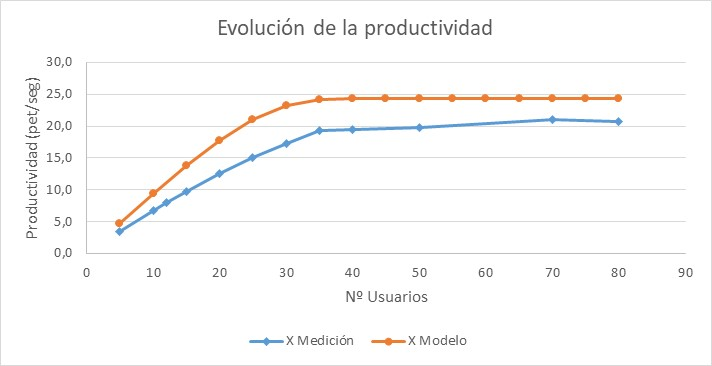 Evolución de la productividad
Productividad (pet/seg)
30,0
25,0
20,0
15,0
10,0
5,0
0,0
0 10 20 30 40 50 60 70 80 90
Nº Usuarios
X Medición X Modelo